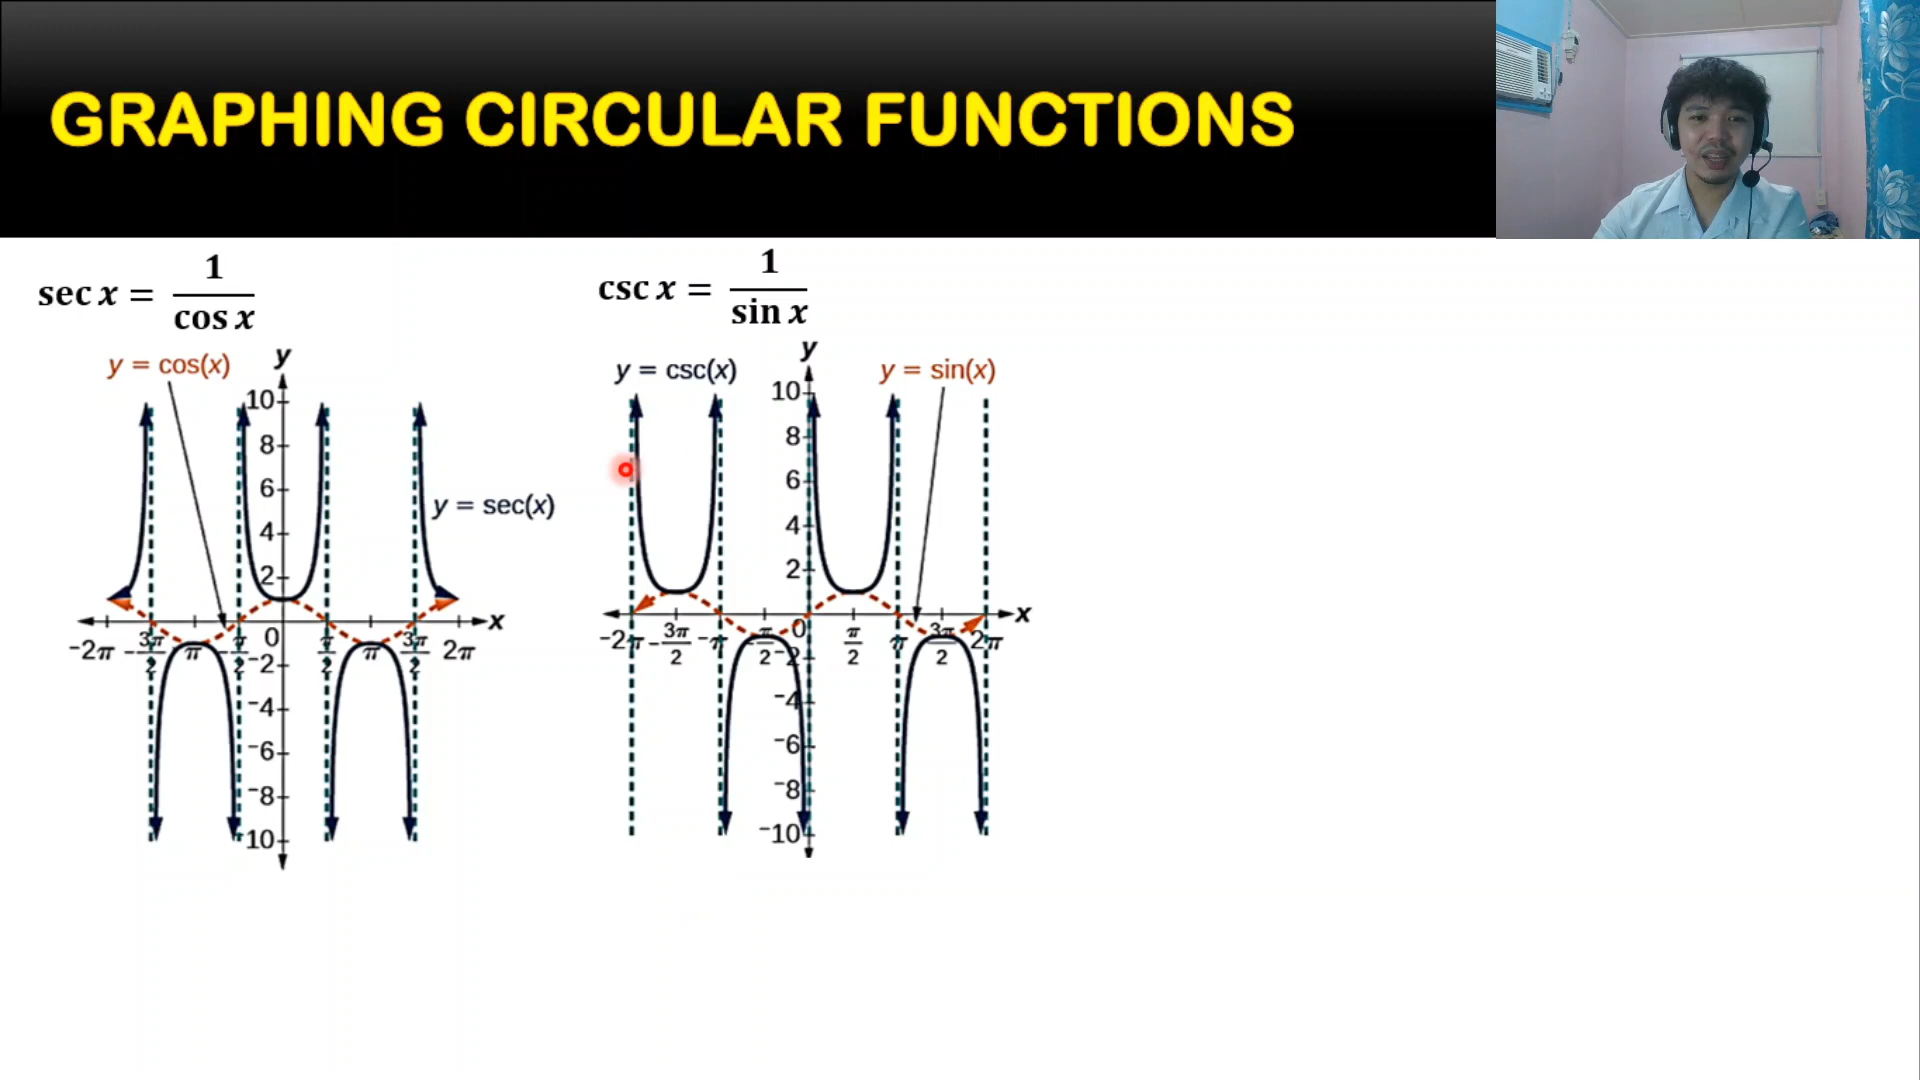 GRAPHING CIRCULAR FUNCTIONS
sec x = 1
cos x
y = cos(x)
y
10
8
6
y = sec(x)
4
2
x
0
-2π
-3π/2
-π
-π/2
π/2
π
3π/2
2π
-2
-4
-6
-8
-10
csc x = 1
sin x
y = csc(x)
y
y = sin(x)
10
8
6
4
2
x
0
-2π
-3π/2
-π
-π/2
π/2
π
3π/2
2π
-2
-4
-6
-8
-10